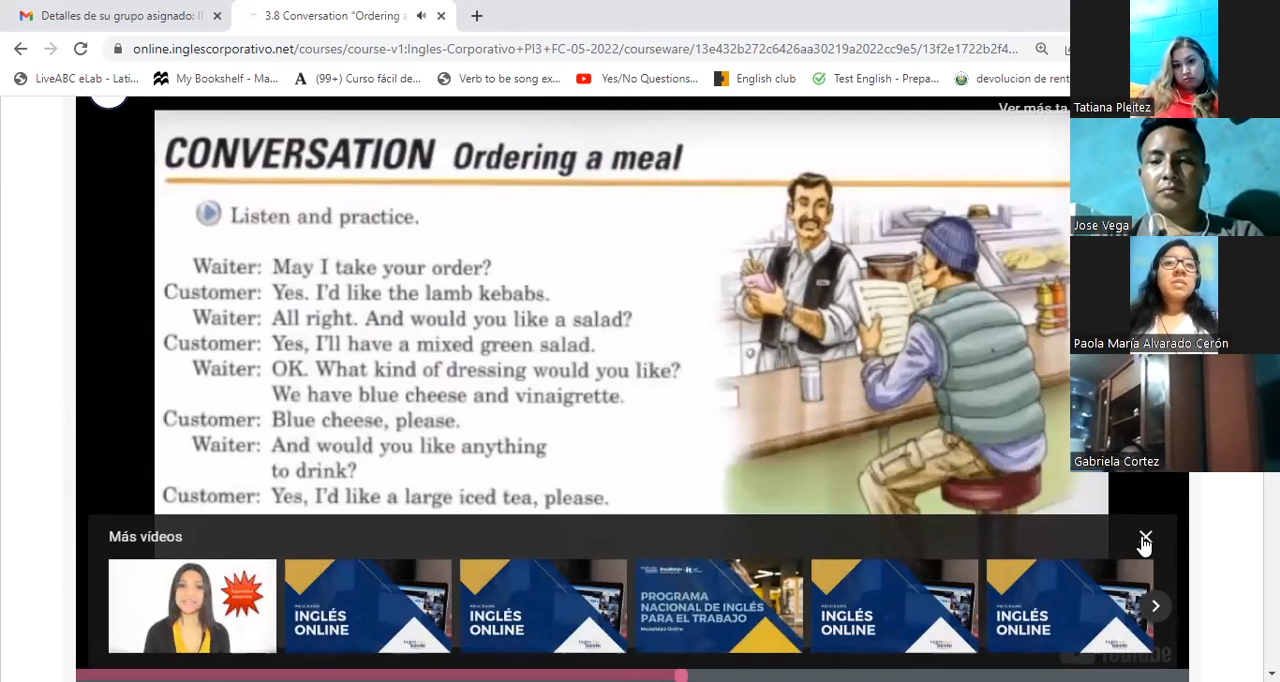 Detalles de su grupo asignado: I
3.8 Conversation "Ordering a
online.inglescorporativo.net/courses/course-v1:Ingles-Corporativo+PI3+FC-05-2022/courseware/13e432b272c6426aa30219a2022cc9e5/13f2e1722b2f4...
LiveABC eLab - Lati...
My Bookshelf - Ma...
(99+) Curso fácil de...
Verb to be song ex...
Yes/No Questions...
English club
Test English - Prepa...
devolucion de rent
Ver más ta
Tatiana Pleitez
Jose Vega
Paola María Alvarado Cerón
Gabriela Cortez
CONVERSATION Ordering a meal
Listen and practice.
Waiter: May I take your order?
Customer: Yes. I'd like the lamb kebabs.
Waiter: All right. And would you like a salad?
Customer: Yes, I'll have a mixed green salad.
Waiter: OK. What kind of dressing would you like?
We have blue cheese and vinaigrette.
Customer: Blue cheese, please.
Waiter: And would you like anything
to drink?
Customer: Yes, I'd like a large iced tea, please.
Más vídeos
INGLÉS
ONLINE
INGLÉS
ONLINE
PROGRAMA
NACIONAL DE INGLÉS
PARA EL TRABAJO
Modalidad Online
INGLÉS
ONLINE
INGLÉS
ONLINE
YouTube